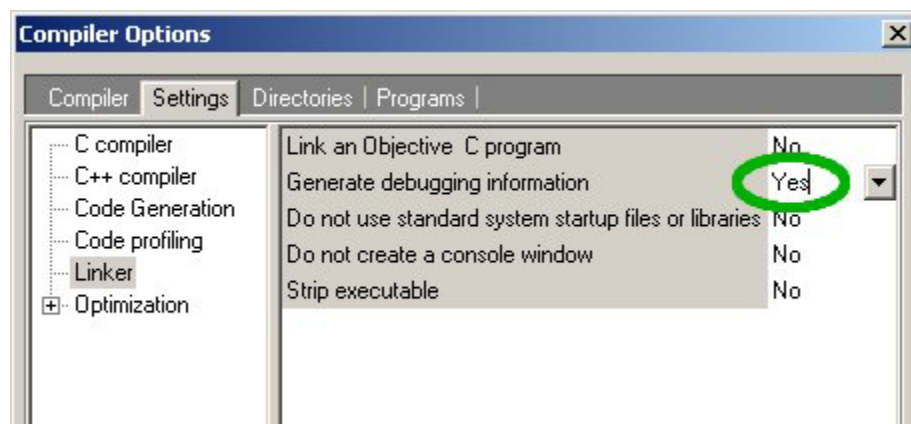 Compiler Options
Compiler Settings Directories Programs
C compiler
C++ compiler
Code Generation
Code profiling
Linker
Optimization
Link an Objective C program No
Generate debugging information Yes
Do not use standard system startup files or libraries No
Do not create a console window No
Strip executable No